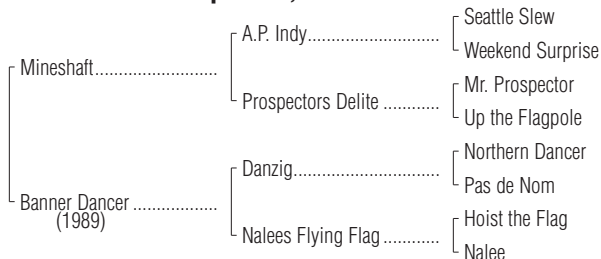 Seattle Slew
A.P. Indy..............................
Weekend Surprise
Mineshaft..........................
Mr. Prospector
Prospectors Delite ............
Up the Flagpole
Northern Dancer
Danzig...............................
Pas de Nom
Banner Dancer ..................
(1989)
Hoist the Flag
Nalees Flying Flag ............
Nalee